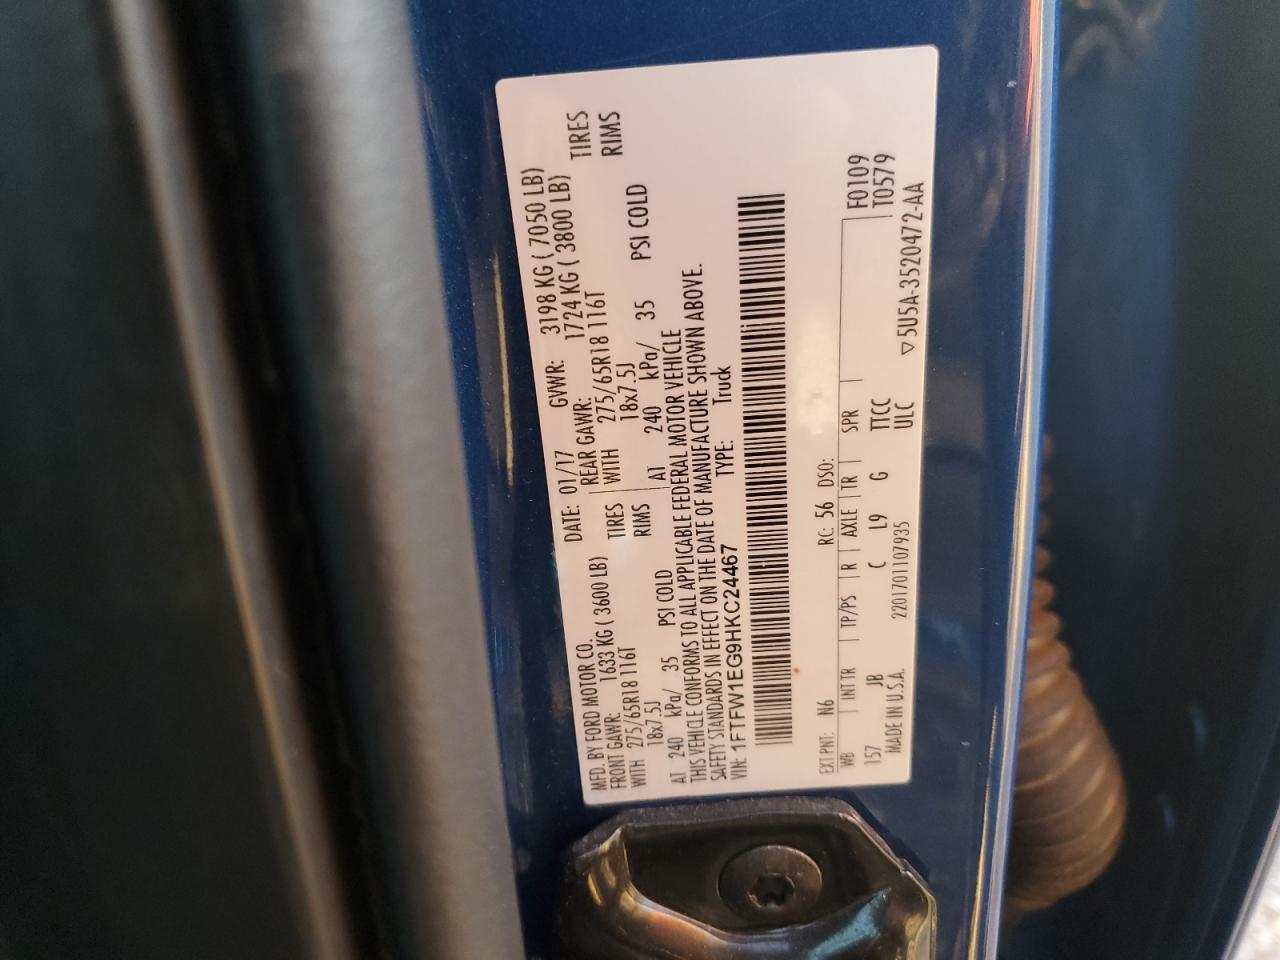 MFD. BY FORD MOTOR CO.
DATE: 01/17 GVWR: 3198 KG ( 7050 LB)
FRONT GAWR: 1633 KG ( 3600 LB) REAR GAWR: 1724 KG ( 3800 LB)
WITH 275/65R18 116T TIRES WITH 275/65R18 116T TIRES
18x7.5J RIMS 18x7.5J RIMS
AT 240 kPa/ 35 PSI COLD AT 240 kPa/ 35 PSI COLD
THIS VEHICLE CONFORMS TO ALL APPLICABLE FEDERAL MOTOR VEHICLE
SAFETY STANDARDS IN EFFECT ON THE DATE OF MANUFACTURE SHOWN ABOVE.
VIN: 1FTFW1EG9HKC24467 TYPE: Truck
EXT PNT: N6 RC: 56 DSO:
WB INT TR TP/PS R AXLE TR SPR F0109
157 JB C L9 G TTCC T0579
MADE IN U.S.A. 2201701107935 ULC ▽5U5A-3520472-AA